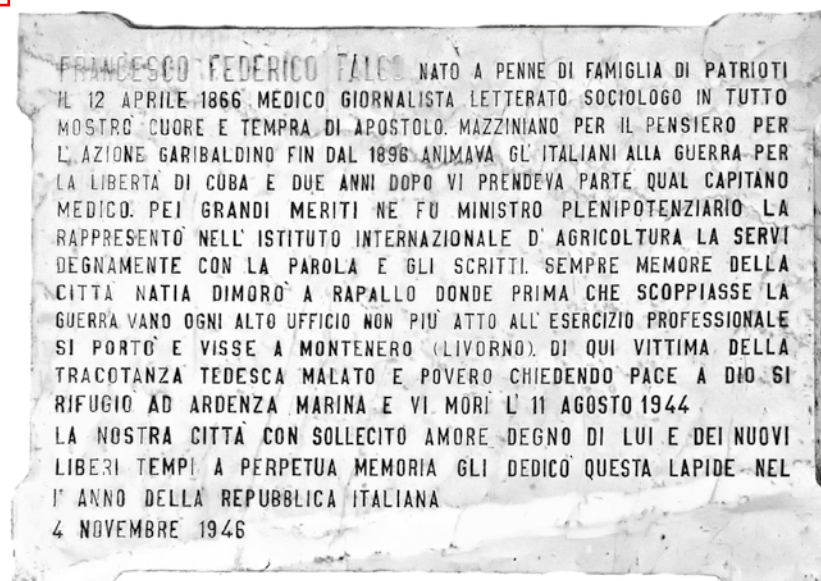 FRANCESCO FEDERICO FALCO NATO A PENNE DI FAMIGLIA DI PATRIOTI
IL 12 APRILE 1866 MEDICO GIORNALISTA LETTERATO SOCIOLOGO IN TUTTO
MOSTRÒ CUORE E TEMPRA DI APOSTOLO. MAZZINIANO PER IL PENSIERO PER
L'AZIONE GARIBALDINO FIN DAL 1896 ANIMAVA GL'ITALIANI ALLA GUERRA PER
LA LIBERTÀ DI CUBA E DUE ANNI DOPO VI PRENDEVA PARTE QUAL CAPITANO
MEDICO. PEI GRANDI MERITI NE FU MINISTRO PLENIPOTENZIARIO LA
RAPPRESENTÒ NELL'ISTITUTO INTERNAZIONALE D'AGRICOLTURA LA SERVÌ
DEGNAMENTE CON LA PAROLA E GLI SCRITTI. SEMPRE MEMORE DELLA
CITTÀ NATIA DIMORÒ A RAPALLO DONDE PRIMA CHE SCOPPIASSE LA
GUERRA VANO OGNI ALTO UFFICIO NON PIÙ ATTO ALL'ESERCIZIO PROFESSIONALE
SI PORTÒ E VISSE A MONTENERO (LIVORNO). DI QUI VITTIMA DELLA
TRACOTANZA TEDESCA MALATO E POVERO CHIEDENDO PACE A DIO SI
RIFUGIÒ AD ARDENZA MARINA E VI MORÌ L'11 AGOSTO 1944
LA NOSTRA CITTÀ CON SOLLECITO AMORE DEGNO DI LUI E DEI NUOVI
LIBERI TEMPI A PERPETUA MEMORIA GLI DEDICÒ QUESTA LAPIDE NEL
I° ANNO DELLA REPUBBLICA ITALIANA
4 NOVEMBRE 1946